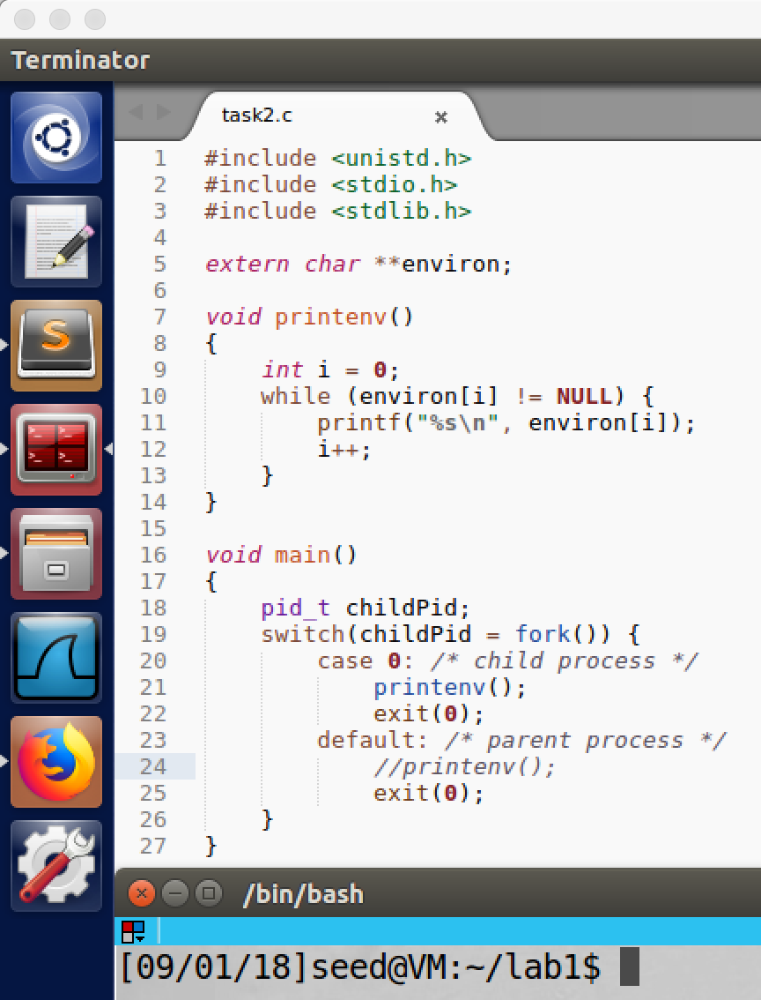 Terminator
task2.c
1 #include <unistd.h>
2 #include <stdio.h>
3 #include <stdlib.h>
4
5 extern char **environ;
6
7 void printenv()
8 {
9     int i = 0;
10     while (environ[i] != NULL) {
11         printf("%s\n", environ[i]);
12         i++;
13     }
14 }
15
16 void main()
17 {
18     pid_t childPid;
19     switch(childPid = fork()) {
20         case 0: /* child process */
21             printenv();
22             exit(0);
23         default: /* parent process */
24             //printenv();
25             exit(0);
26     }
27 }
/bin/bash
[09/01/18]seed@VM:~/lab1$